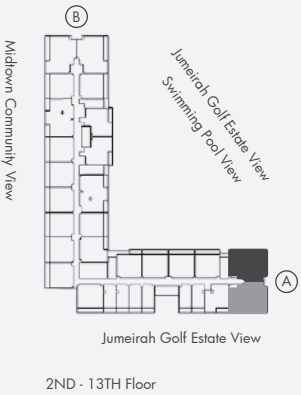 B
Midtown Community View
Jumeirah Golf Estate View
Swimming Pool View
A
Jumeirah Golf Estate View
2ND - 13TH Floor